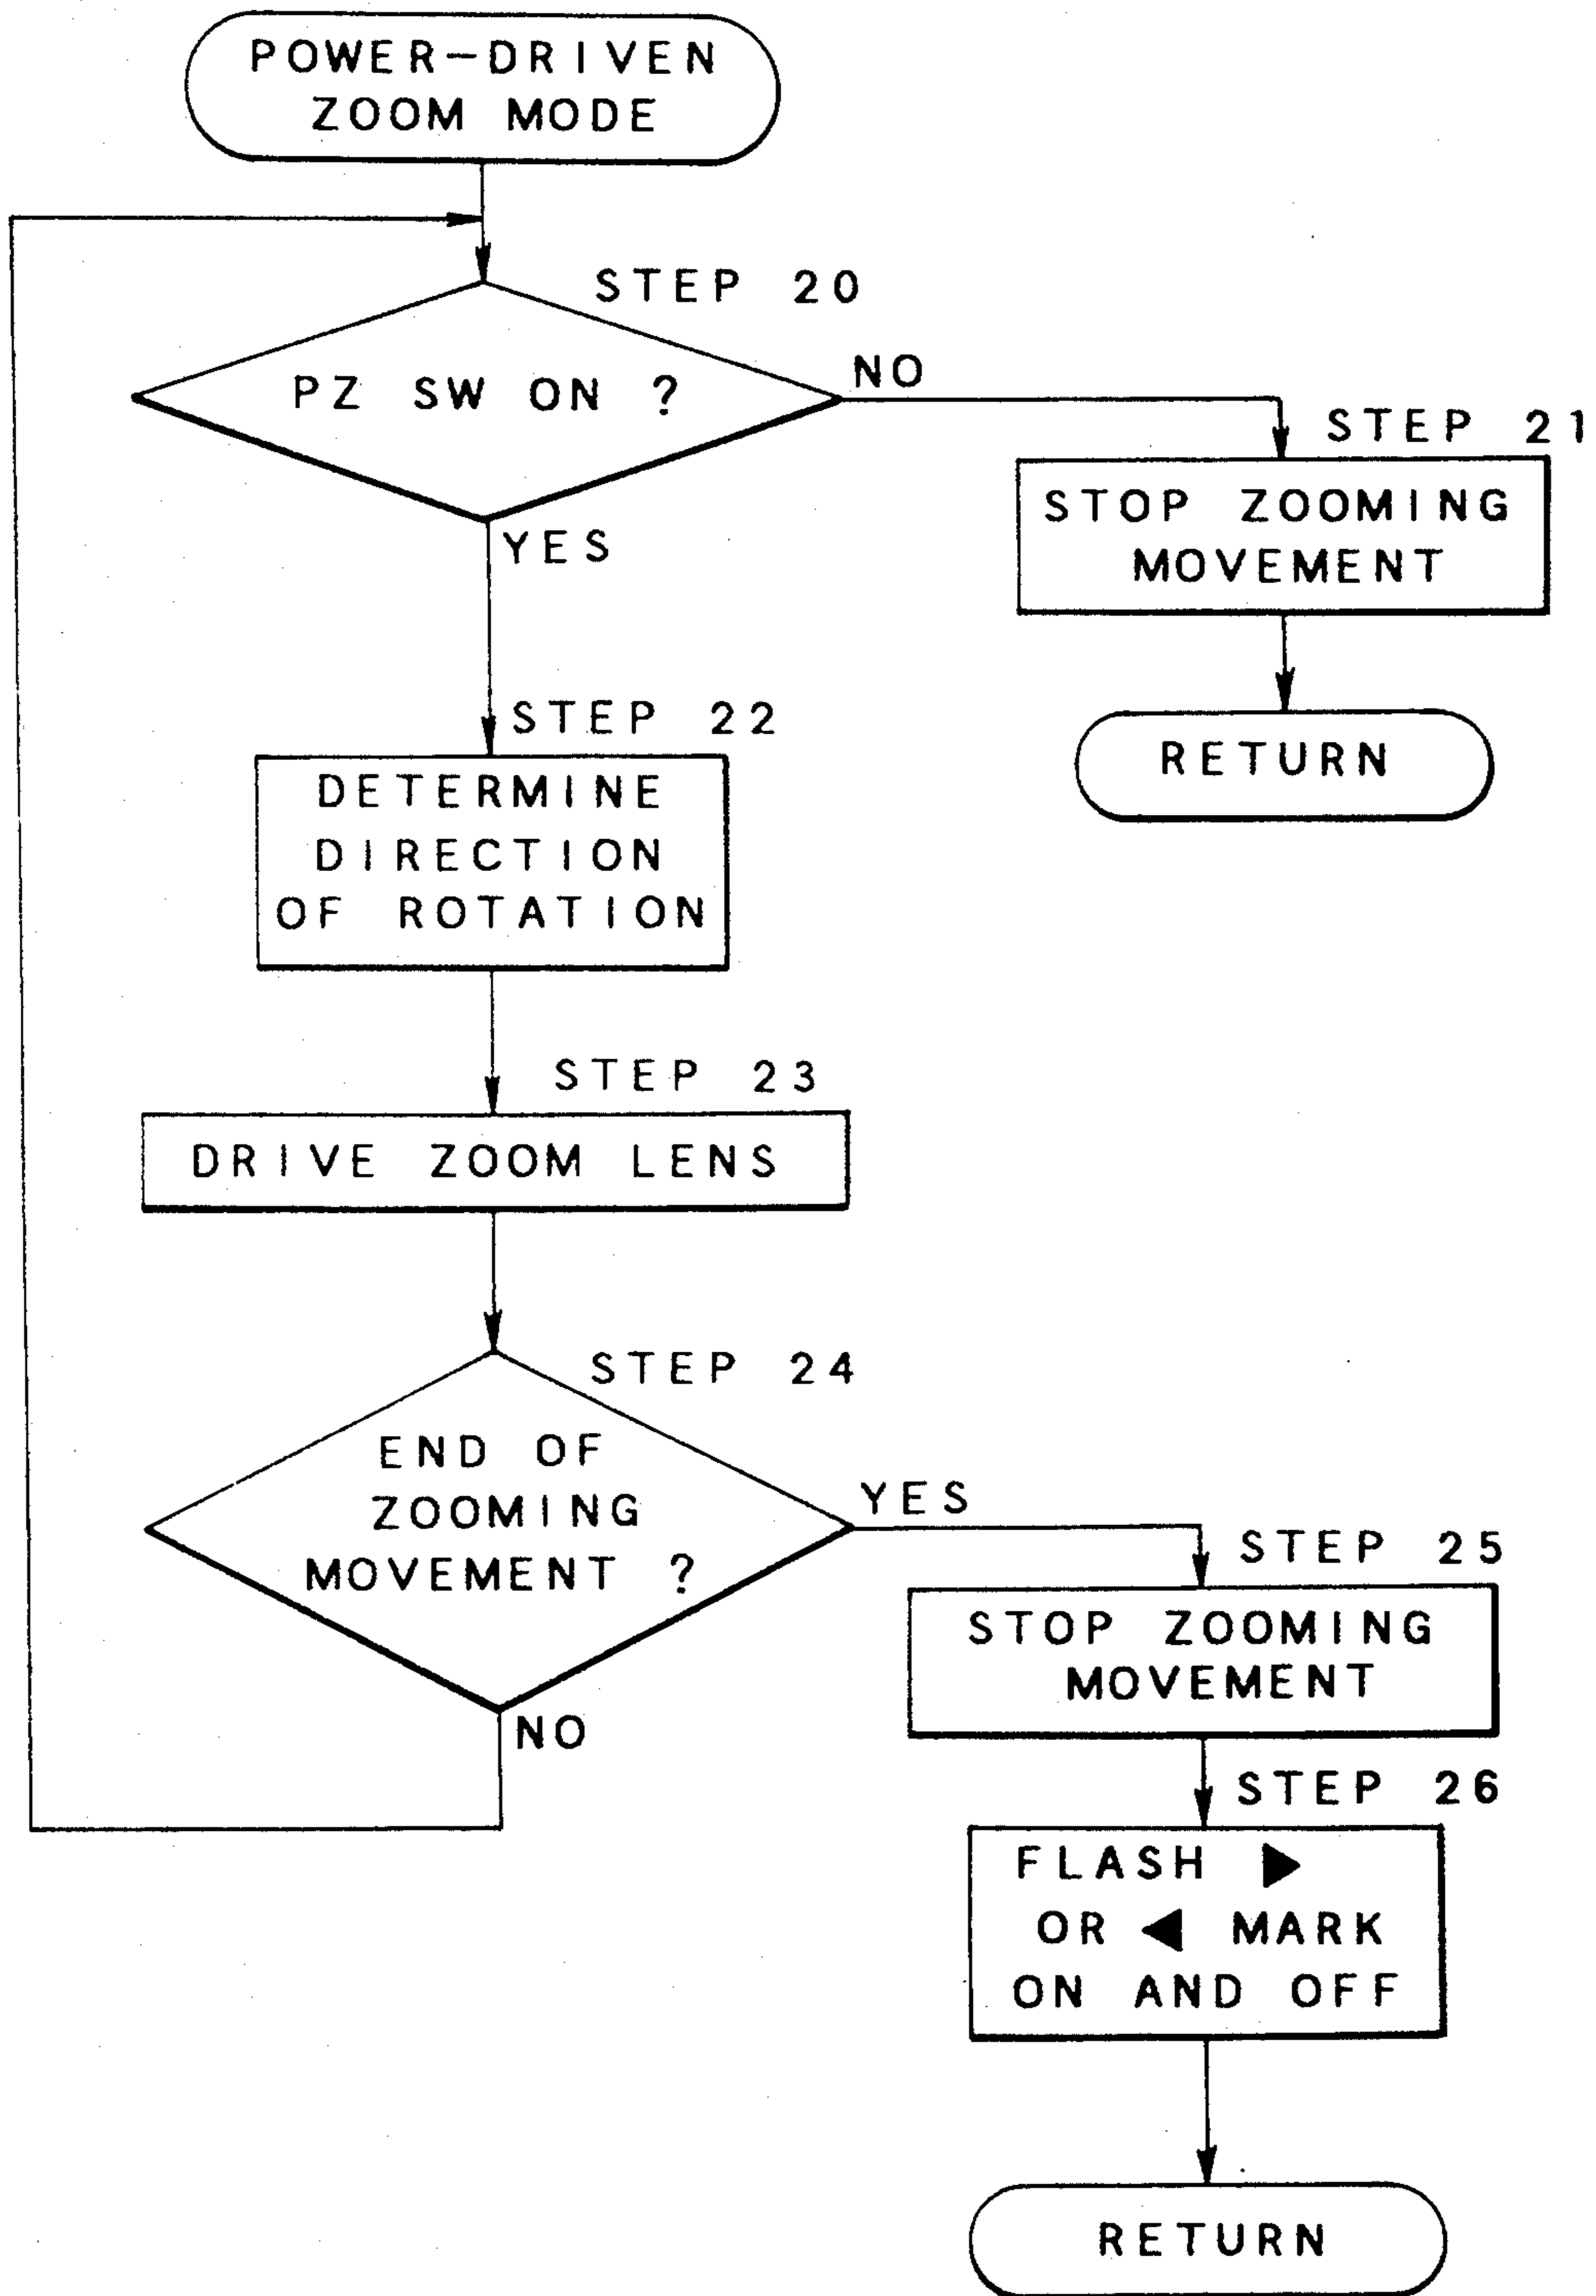 POWER-DRIVEN
ZOOM MODE
STEP 20
PZ SW ON ?
NO
STEP 21
STOP ZOOMING
MOVEMENT
YES
RETURN
STEP 22
DETERMINE
DIRECTION
OF ROTATION
STEP 23
DRIVE ZOOM LENS
STEP 24
END OF
ZOOMING
MOVEMENT ?
YES
STEP 25
STOP ZOOMING
MOVEMENT
NO
STEP 26
FLASH ▶
OR ◀ MARK
ON AND OFF
RETURN